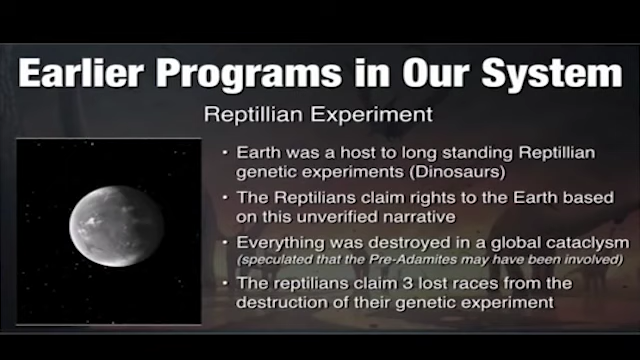 Earlier Programs in Our System
Reptillian Experiment
• Earth was a host to long standing Reptillian
genetic experiments (Dinosaurs)
• The Reptilians claim rights to the Earth based
on this unverified narrative
• Everything was destroyed in a global cataclysm
(speculated that the Pre-Adamites may have been involved)
• The reptilians claim 3 lost races from the
destruction of their genetic experiment